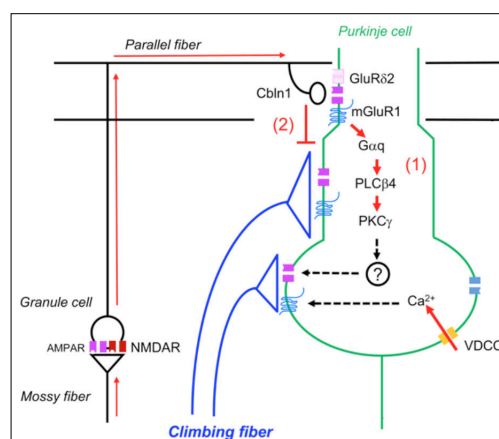 Purkinje cell
Parallel fiber
GluRδ2
Cbln1
mGluR1
(2)
Gαq
(1)
PLCβ4
PKCγ
?
Granule cell
Ca2+
AMPAR
NMDAR
VDCC
Mossy fiber
Climbing fiber